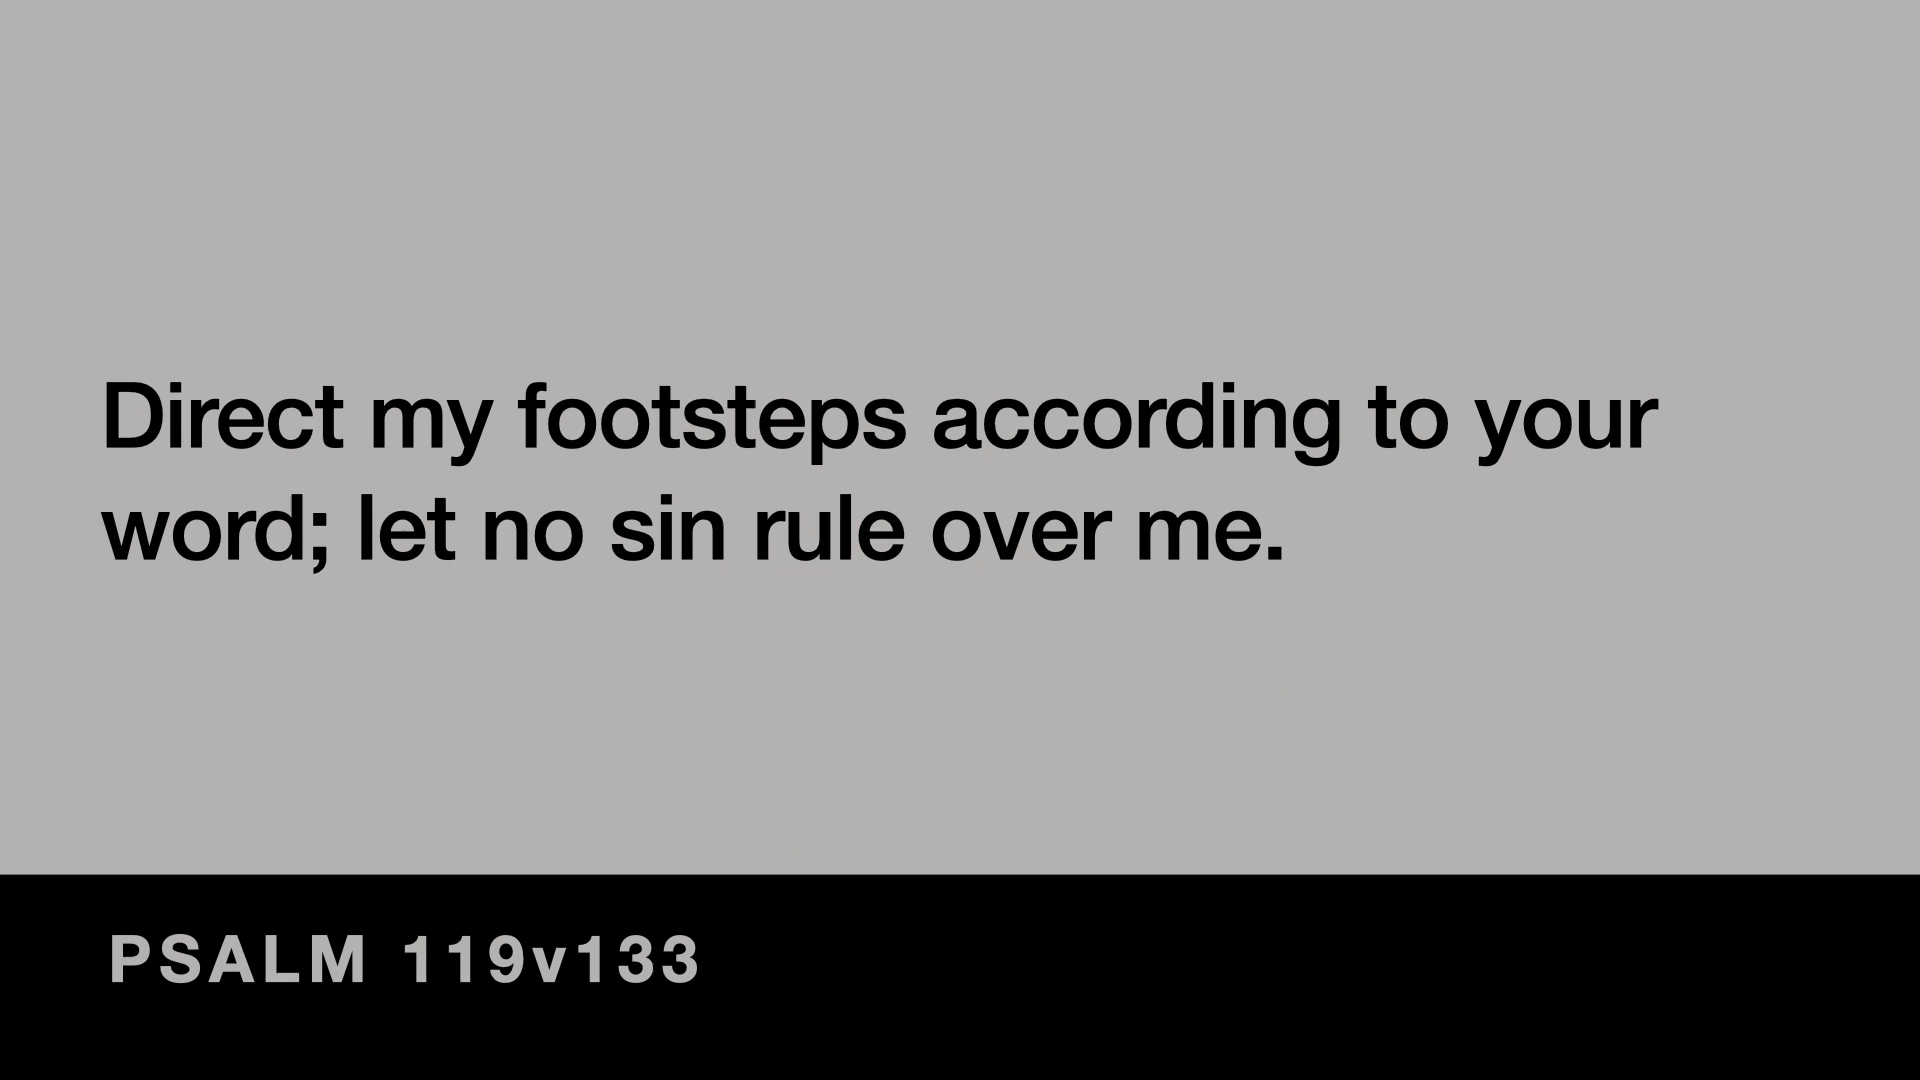 Direct my footsteps according to your
word; let no sin rule over me.
PSALM 119v133